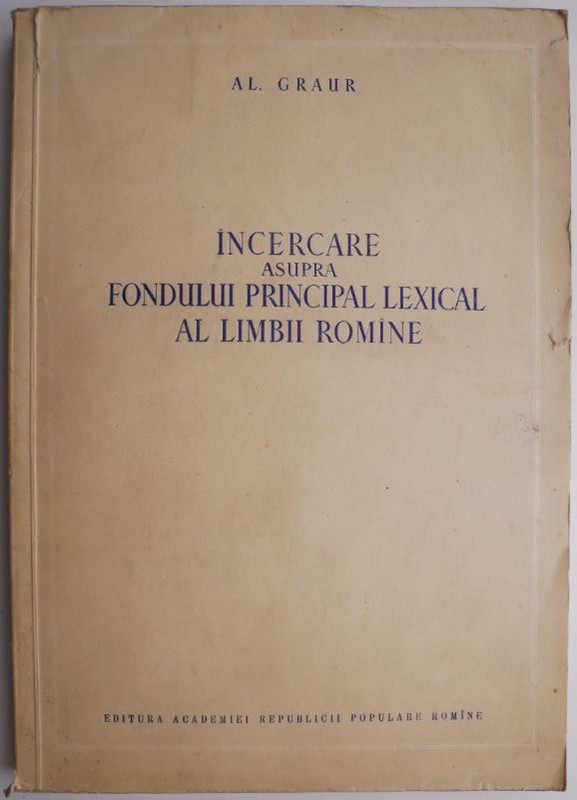 AL. GRAUR
ÎNCERCARE
ASUPRA
FONDULUI PRINCIPAL LEXICAL
AL LIMBII ROMÎNE
EDITURA ACADEMIEI REPUBLICII POPULARE ROMÎNE